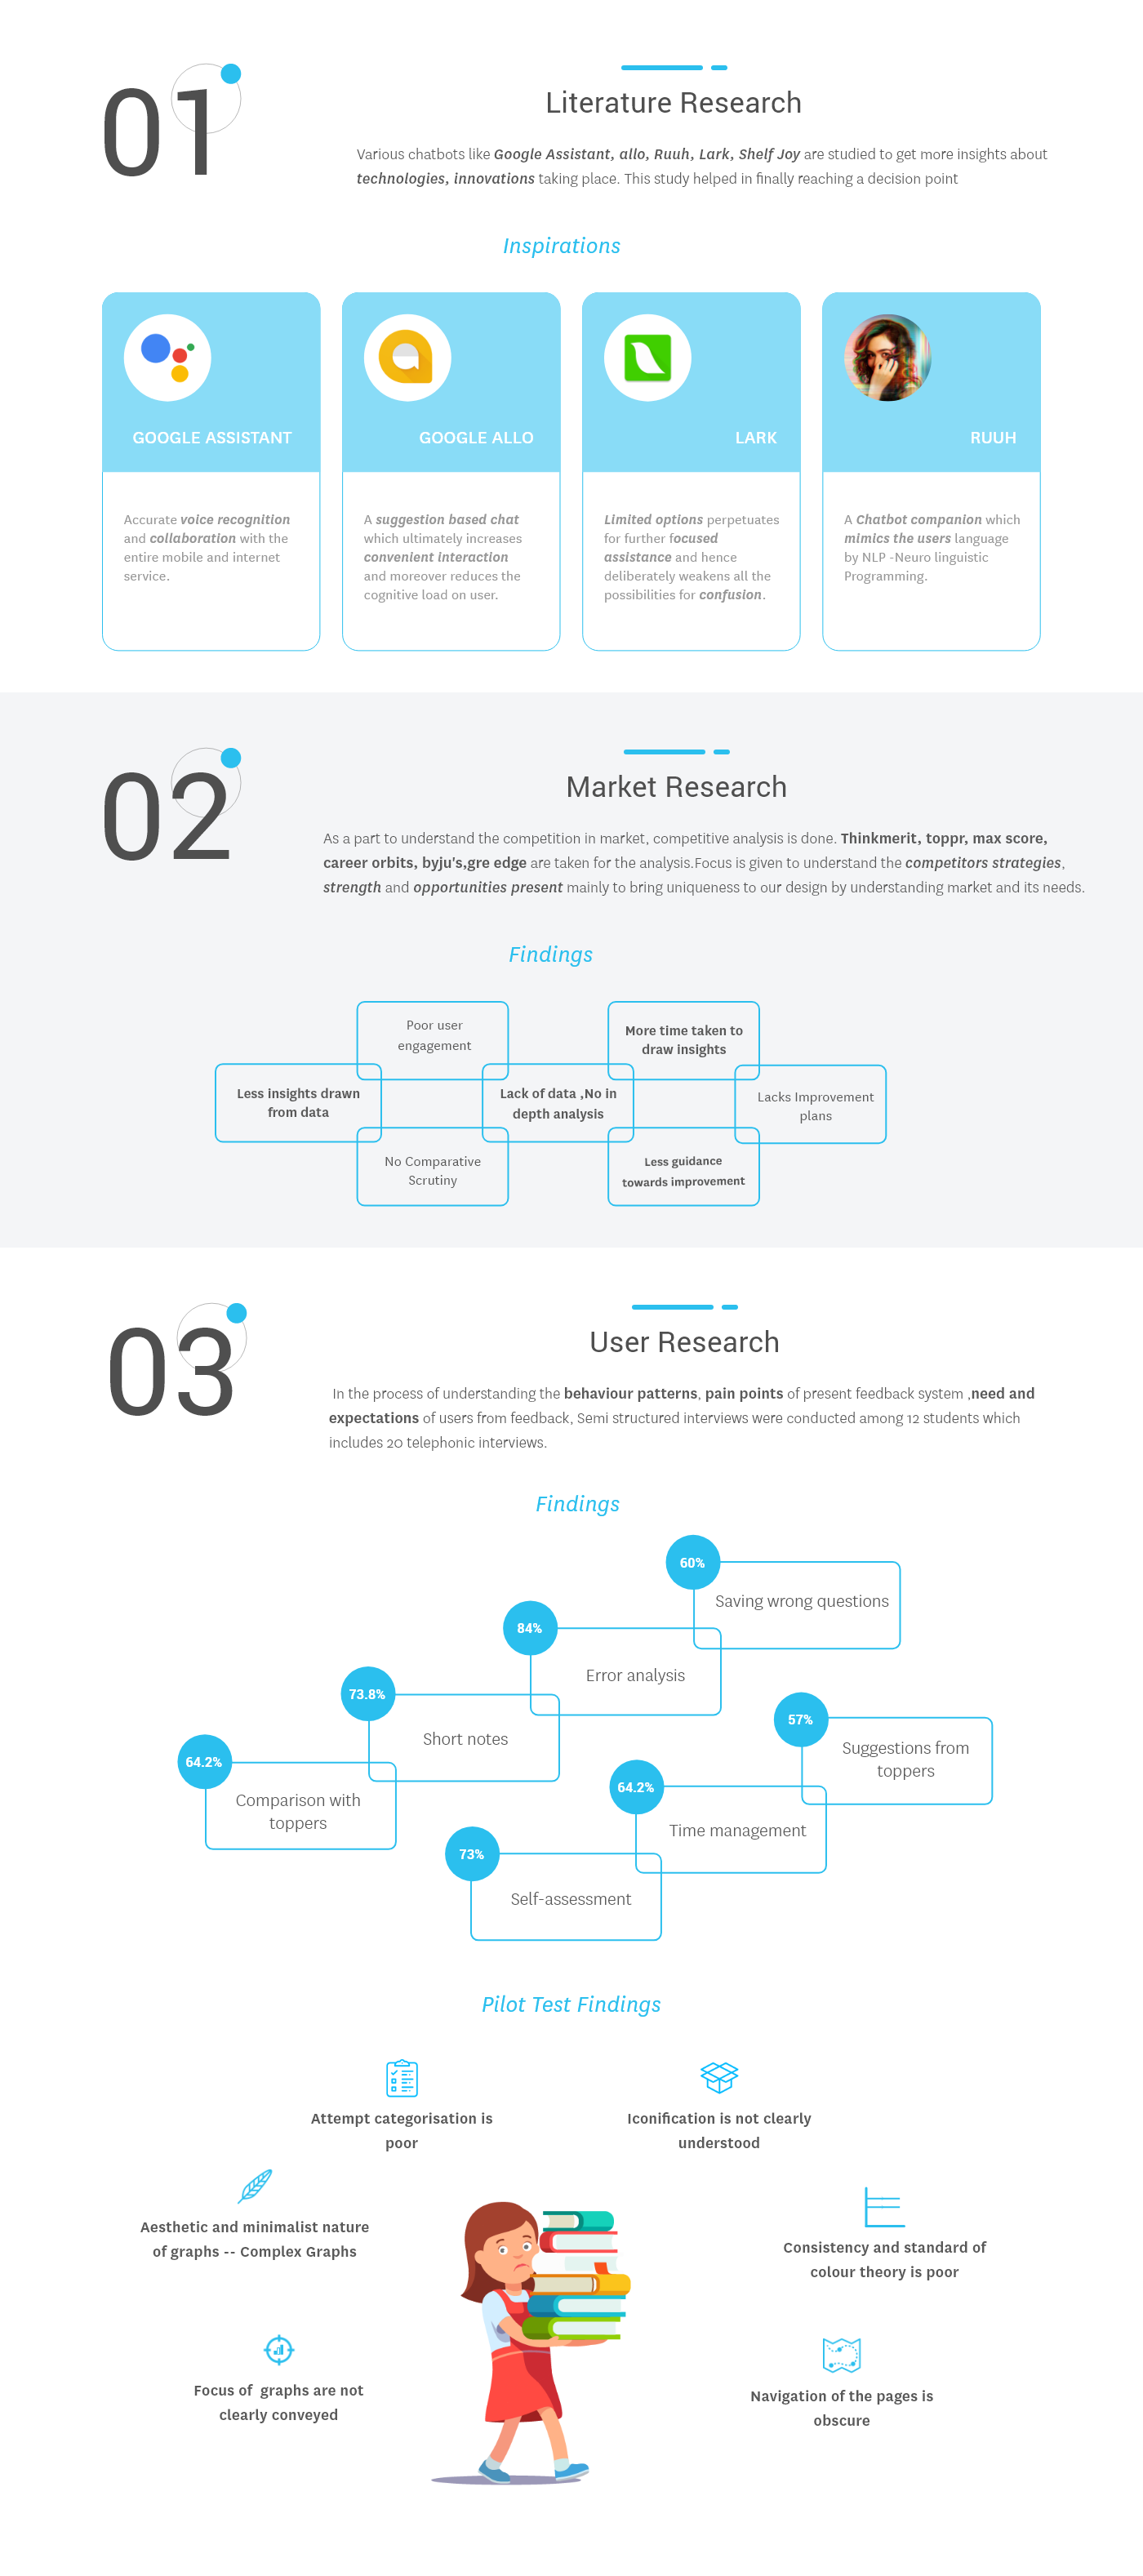 01
Literature Research
Various chatbots like Google Assistant, allo, Ruuh, Lark, Shelf Joy are studied to get more insights about
technologies, innovations taking place. This study helped in finally reaching a decision point
Inspirations
GOOGLE ASSISTANT
Accurate voice recognition
and collaboration with the
entire mobile and internet
service.
GOOGLE ALLO
A suggestion based chat
which ultimately increases
convenient interaction
and moreover reduces the
cognitive load on user.
LARK
Limited options perpetuates
for further focused
assistance and hence
deliberately weakens all the
possibilities for confusion.
RUUH
A Chatbot companion which
mimics the users language
by NLP -Neuro linguistic
Programming.
02
Market Research
As a part to understand the competition in market, competitive analysis is done. Thinkmerit, toppr, max score,
career orbits, byju's,gre edge are taken for the analysis.Focus is given to understand the competitors strategies,
strength and opportunities present mainly to bring uniqueness to our design by understanding market and its needs.
Findings
Poor user
engagement
More time taken to
draw insights
Less insights drawn
from data
Lack of data ,No in
depth analysis
Lacks Improvement
plans
No Comparative
Scrutiny
Less guidance
towards improvement
03
User Research
In the process of understanding the behaviour patterns, pain points of present feedback system ,need and
expectations of users from feedback, Semi structured interviews were conducted among 12 students which
includes 20 telephonic interviews.
Findings
60%
Saving wrong questions
84%
Error analysis
73.8%
Short notes
57%
Suggestions from
toppers
64.2%
Comparison with
toppers
64.2%
Time management
73%
Self-assessment
Pilot Test Findings
Attempt categorisation is
poor
Iconification is not clearly
understood
Aesthetic and minimalist nature
of graphs -- Complex Graphs
Consistency and standard of
colour theory is poor
Focus of  graphs are not
clearly conveyed
Navigation of the pages is
obscure